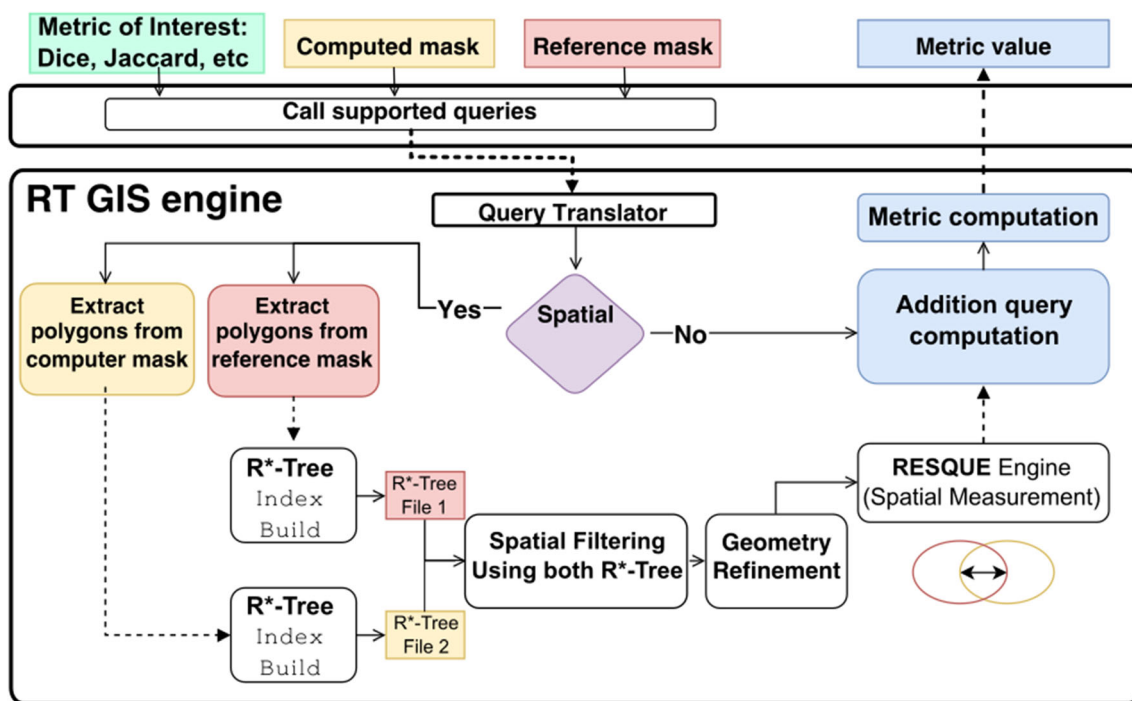 Metric of Interest:
Dice, Jaccard, etc
Computed mask
Reference mask
Metric value
Call supported queries
RT GIS engine
Query Translator
Metric computation
Extract
polygons from
computer mask
Extract
polygons from
reference mask
Yes
Spatial
No
Addition query
computation
R*-Tree
Index
Build
R*-Tree
File 1
Spatial Filtering
Using both R*-Tree
Geometry
Refinement
RESQUE Engine
(Spatial Measurement)
R*-Tree
Index
Build
R*-Tree
File 2